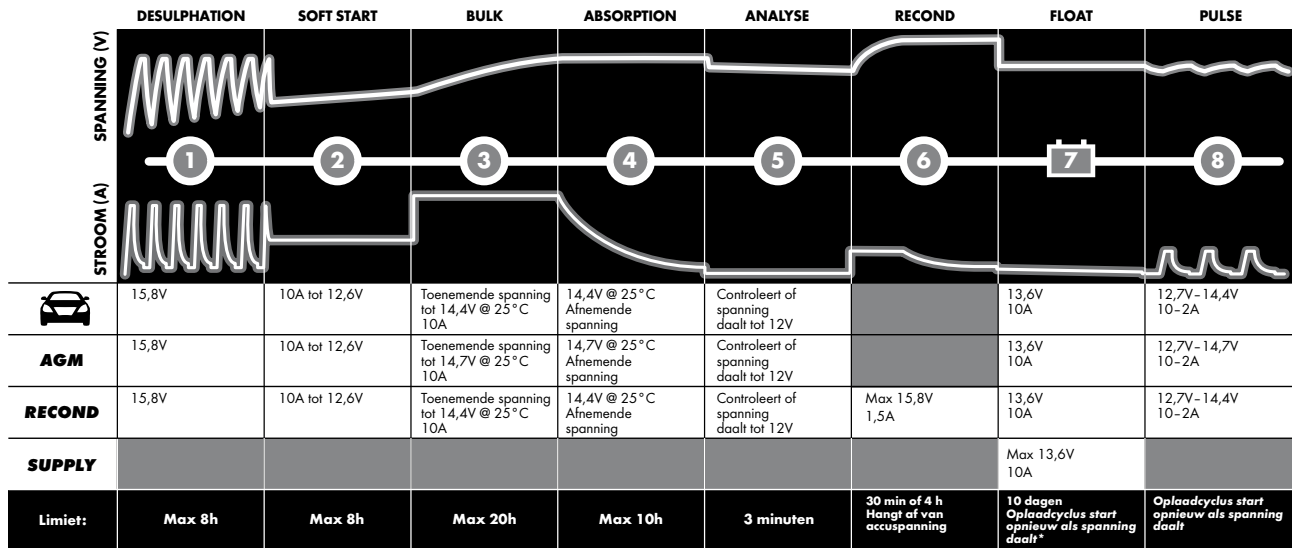 DESULPHATION SOFT START BULK ABSORPTION ANALYSE RECOND FLOAT PULSE
SPANNING (V)
1 2 3 4 5 6 7 8
STROOM (A)
15,8V
10A tot 12,6V
Toenemende spanning
tot 14,4V @ 25°C
10A
14,4V @ 25°C
Afnemende
spanning
Controleert of
spanning
daalt tot 12V
13,6V
10A
12,7V–14,4V
10–2A
AGM
15,8V
10A tot 12,6V
Toenemende spanning
tot 14,7V @ 25°C
10A
14,7V @ 25°C
Afnemende
spanning
Controleert of
spanning
daalt tot 12V
13,6V
10A
12,7V–14,7V
10–2A
RECOND
15,8V
10A tot 12,6V
Toenemende spanning
tot 14,4V @ 25°C
10A
14,4V @ 25°C
Afnemende
spanning
Controleert of
spanning
daalt tot 12V
Max 15,8V
1,5A
13,6V
10A
12,7V–14,4V
10–2A
SUPPLY
Max 13,6V
10A
Limiet:
Max 8h
Max 8h
Max 20h
Max 10h
3 minuten
30 min of 4 h
Hangt af van
accuspanning
10 dagen
Oplaadcyclus start
opnieuw als spanning
daalt*
Oplaadcyclus start
opnieuw als spanning
daalt